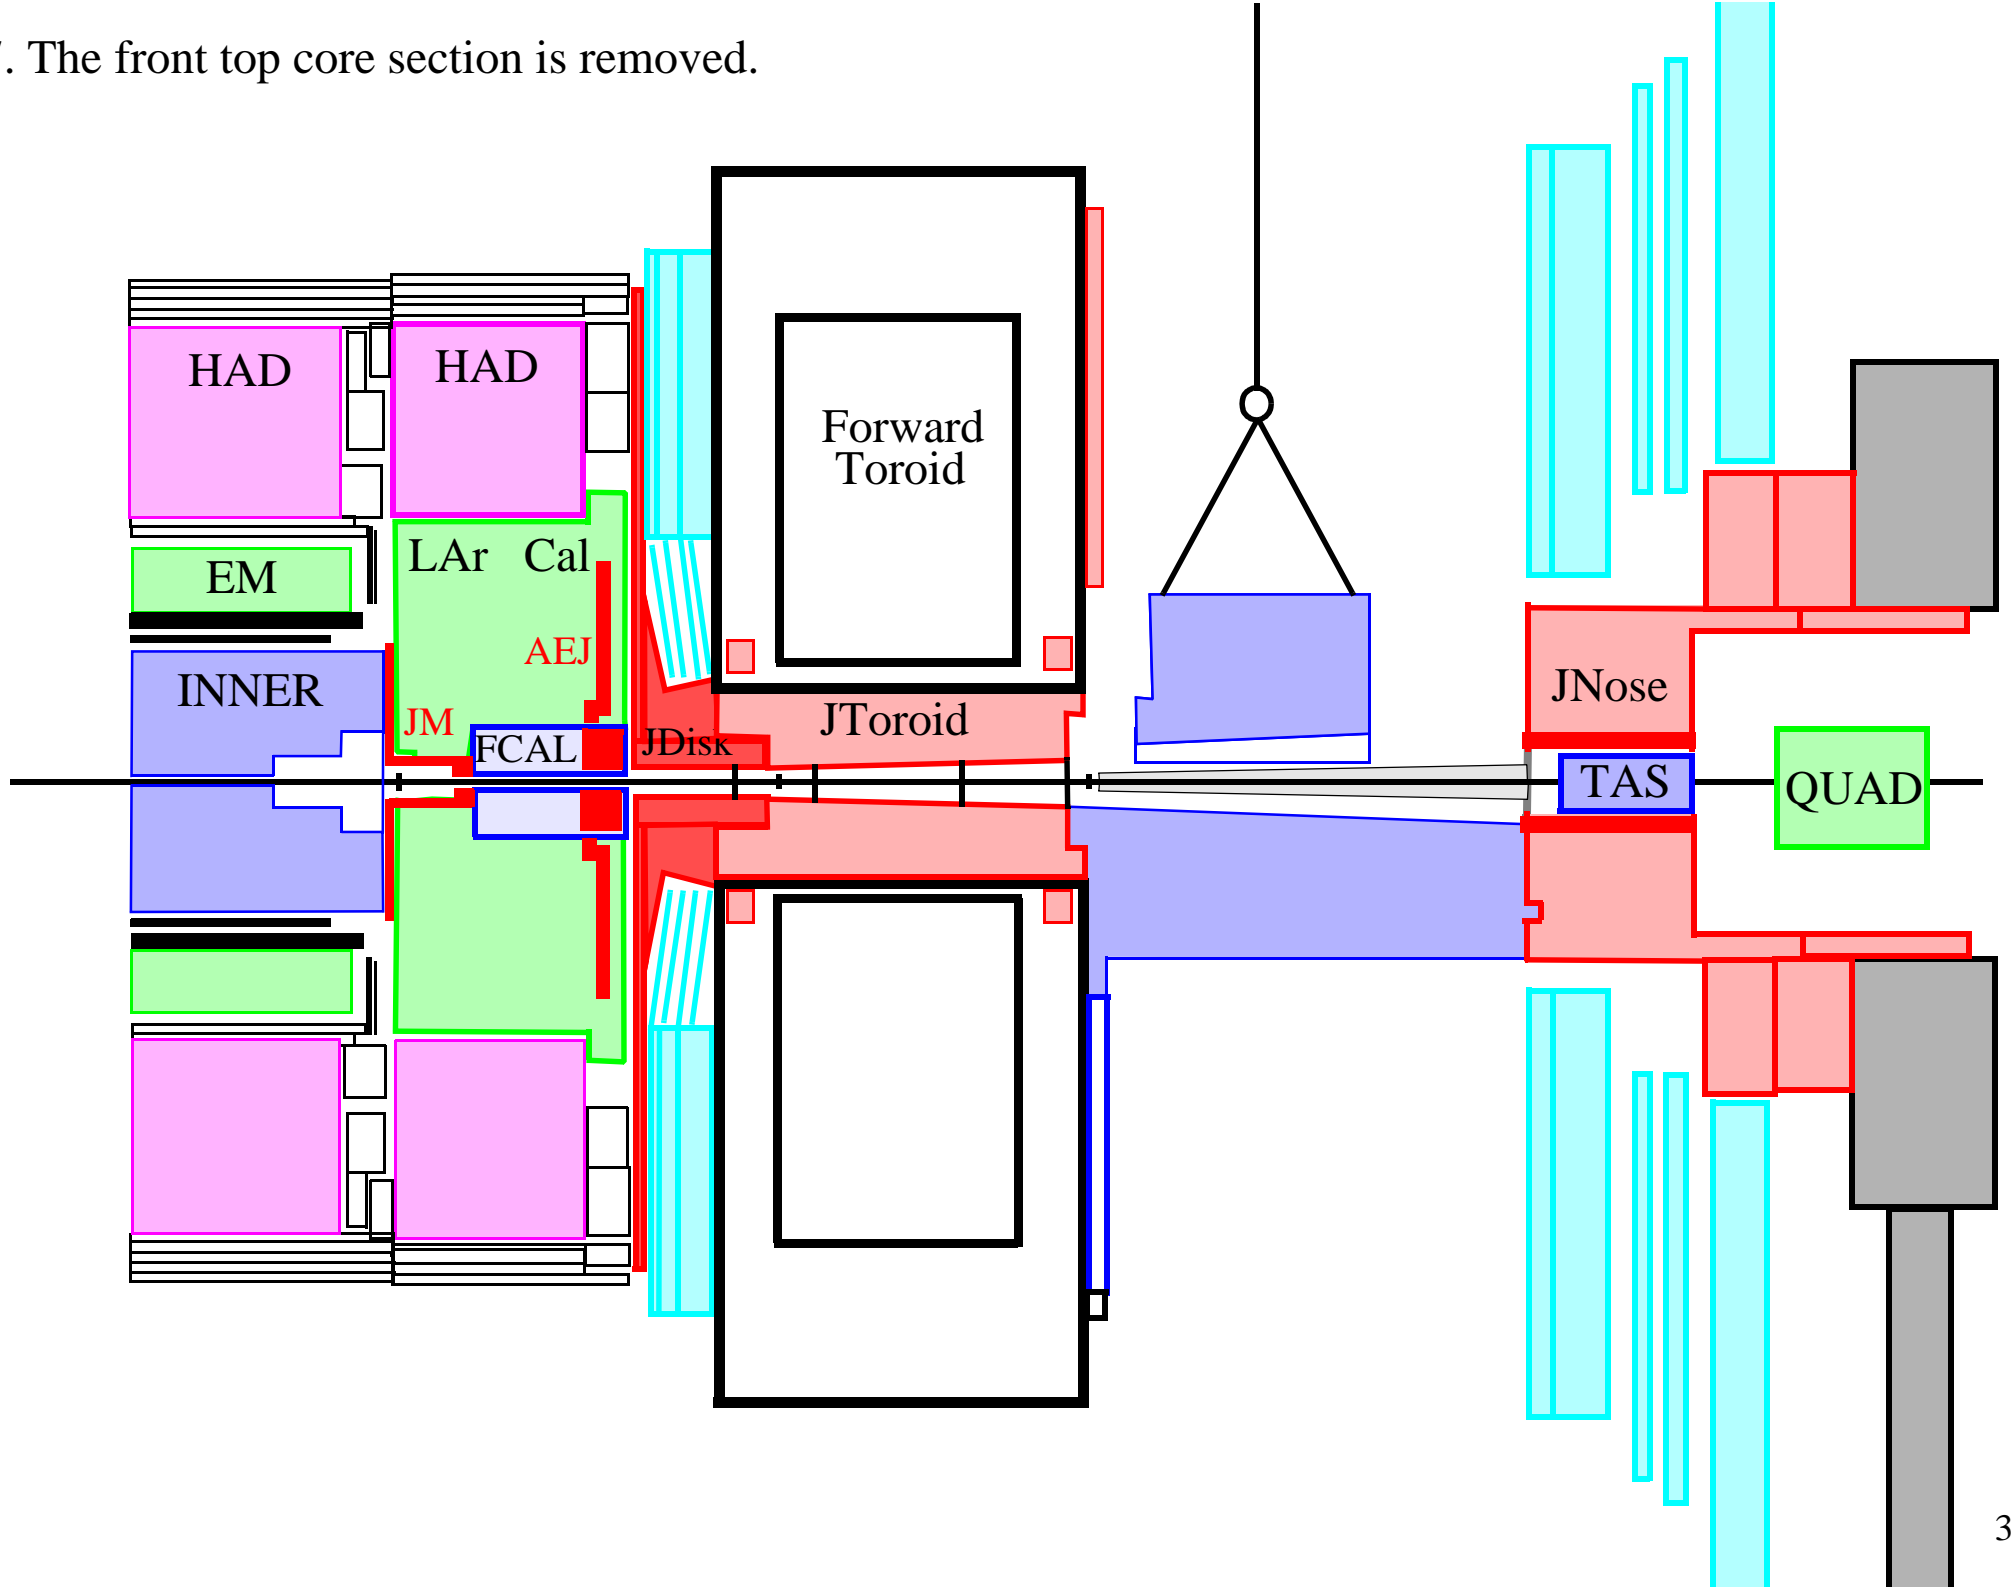 . The front top core section is removed.
HAD
HAD
Forward
Toroid
LAr Cal
EM
AEJ
INNER
JM
FCAL
JDisk
JToroid
JNose
TAS
QUAD
3